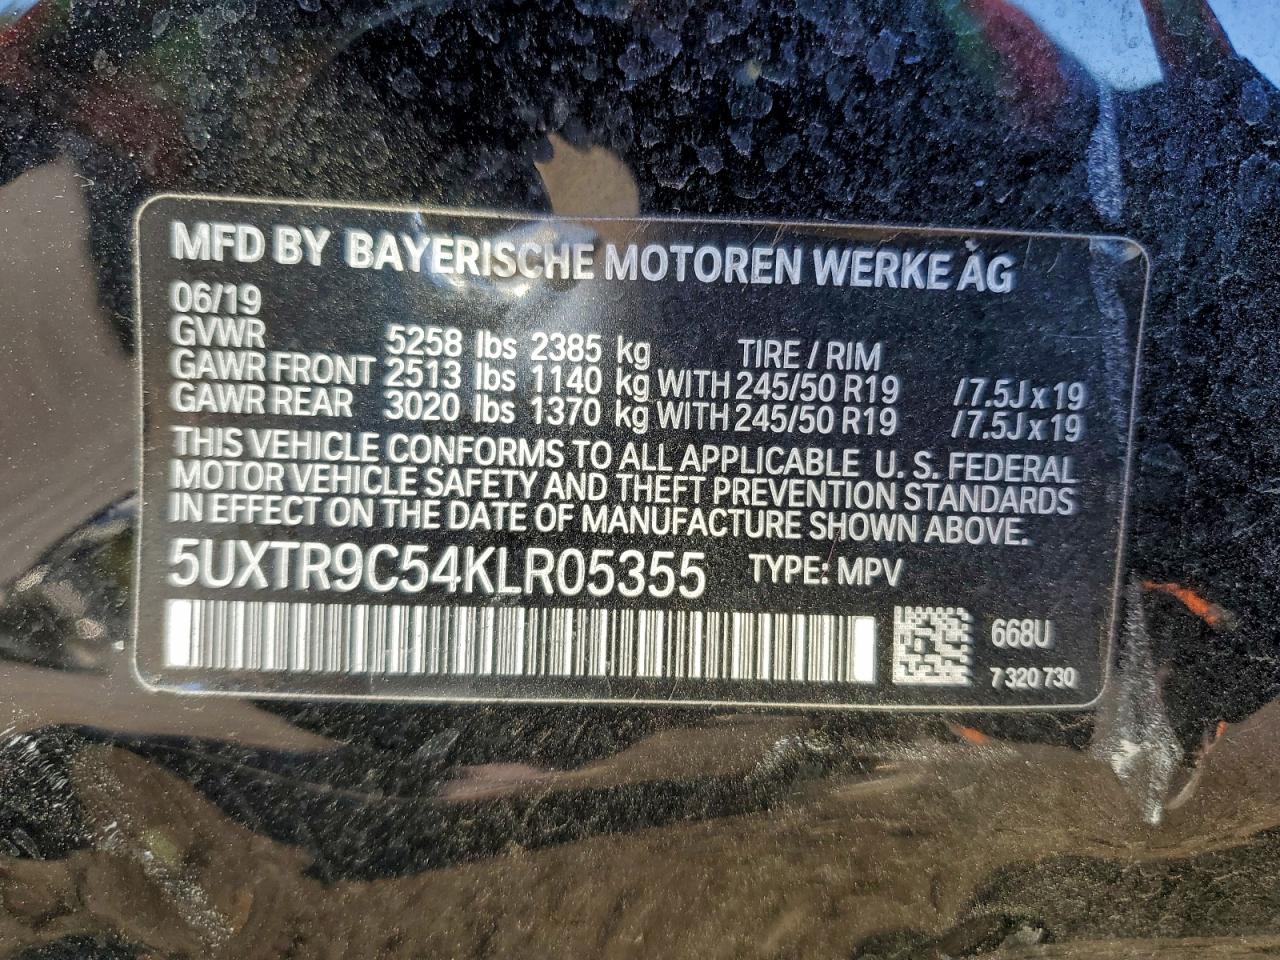 MFD BY BAYERISCHE MOTOREN WERKE AG
06/19
GVWR 5258 lbs 2385 kg TIRE / RIM
GAWR FRONT 2513 lbs 1140 kg WITH 245/50 R19 /7.5J x 19
GAWR REAR 3020 lbs 1370 kg WITH 245/50 R19 /7.5J x 19
THIS VEHICLE CONFORMS TO ALL APPLICABLE U. S. FEDERAL
MOTOR VEHICLE SAFETY AND THEFT PREVENTION STANDARDS
IN EFFECT ON THE DATE OF MANUFACTURE SHOWN ABOVE.
5UXTR9C54KLR05355 TYPE: MPV
668U
7 320 730